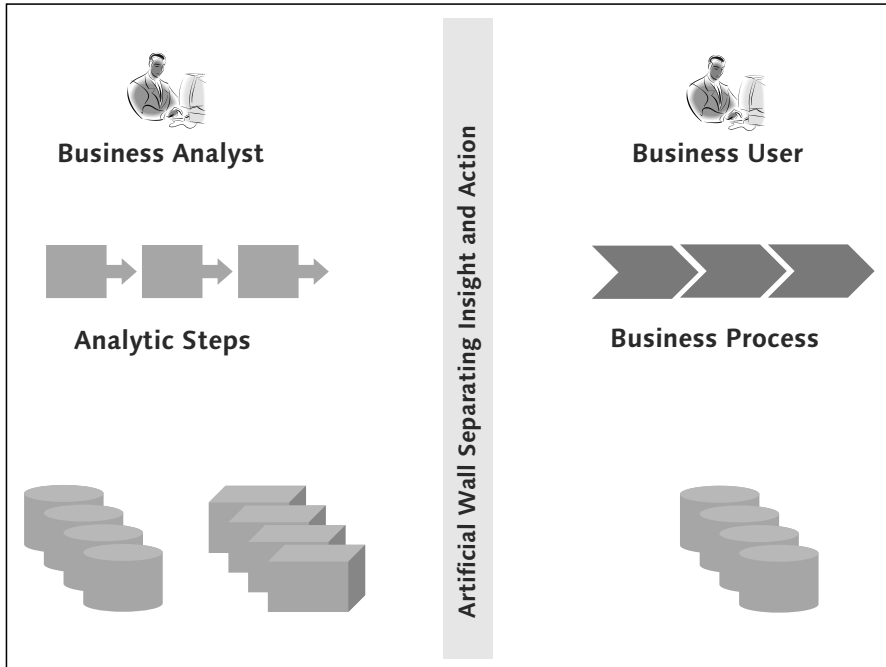 Business Analyst
Business User
Artificial Wall Separating Insight and Action
Analytic Steps
Business Process